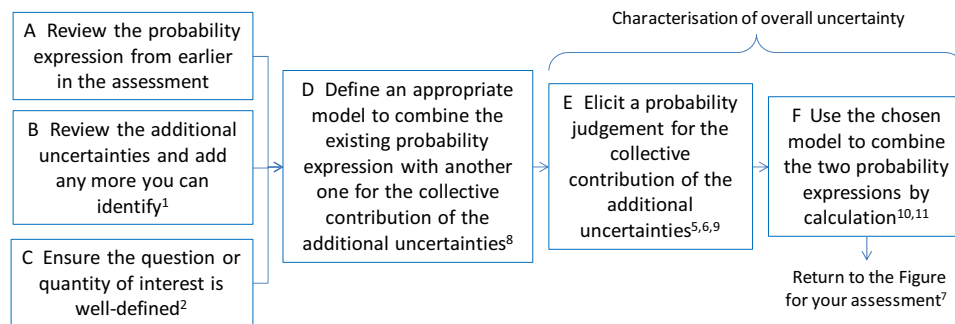 Characterisation of overall uncertainty
A Review the probability
expression from earlier
in the assessment
B Review the additional
uncertainties and add
any more you can
identify1
C Ensure the question or
quantity of interest is
well-defined2
D Define an appropriate
model to combine the
existing probability
expression with another
one for the collective
contribution of the
additional uncertainties8
E Elicit a probability
judgement for the
collective
contribution of the
additional
uncertainties5,6,9
F Use the chosen
model to combine
the two probability
expressions by
calculation10,11
Return to the Figure
for your assessment7